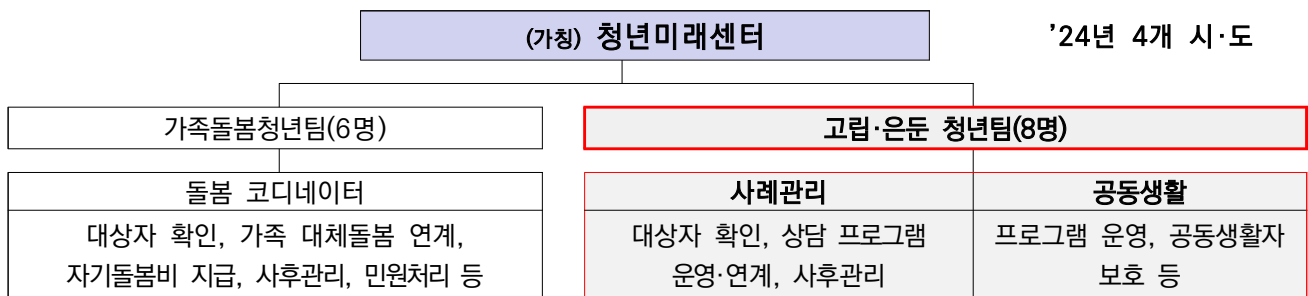 (가칭) 청년미래센터
’24년 4개 시·도
가족돌봄청년팀(6명)
고립·은둔 청년팀(8명)
돌봄 코디네이터
대상자 확인, 가족 대체돌봄 연계,
자기돌봄비 지급, 사후관리, 민원처리 등
사례관리
대상자 확인, 상담 프로그램
운영·연계, 사후관리
공동생활
프로그램 운영, 공동생활자
보호 등